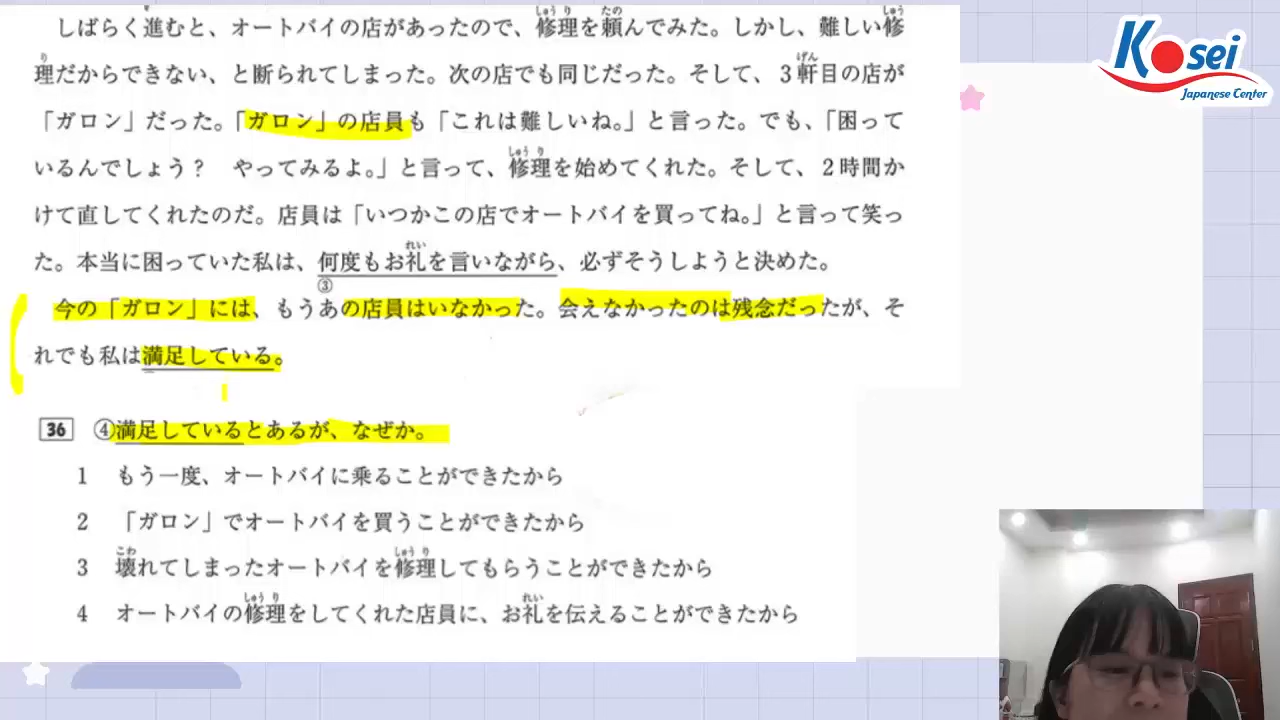 しばらく進むと、オートバイの店があったので、修理を頼んでみた。しかし、難しい修
理だからできない、と断られてしまった。次の店でも同じだった。そして、3軒目の店が
「ガロン」だった。「ガロン」の店員も「これは難しいね。」と言った。でも、「困って
いるんでしょう？　やってみるよ。」と言って、修理を始めてくれた。そして、2時間か
けて直してくれたのだ。店員は「いつかこの店でオートバイを買ってね。」と言って笑っ
た。本当に困っていた私は、何度もお礼を言いながら、必ずそうしようと決めた。
③
今の「ガロン」には、もうあの店員はいなかった。会えなかったのは残念だったが、そ
れでも私は満足している。
36 ④満足しているとあるが、なぜか。
1 もう一度、オートバイに乗ることができたから
2 「ガロン」でオートバイを買うことができたから
3 壊れてしまったオートバイを修理してもらうことができたから
4 オートバイの修理をしてくれた店員に、お礼を伝えることができたから
Kosei
Japanese Center